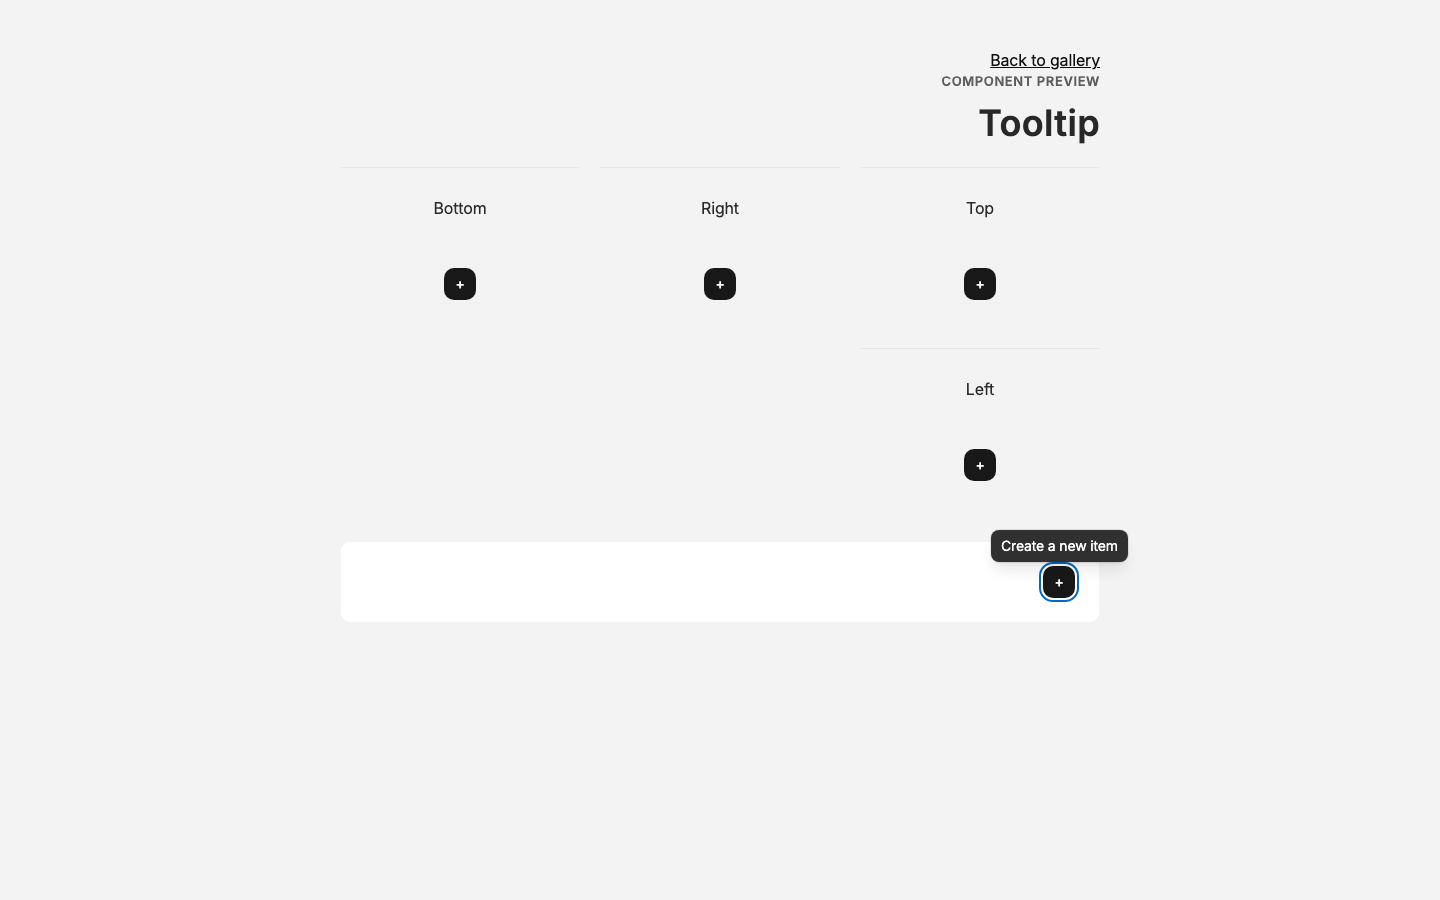 Back to gallery
COMPONENT PREVIEW
Tooltip
Top
Right
Bottom
+
+
+
Left
+
Create a new item
+